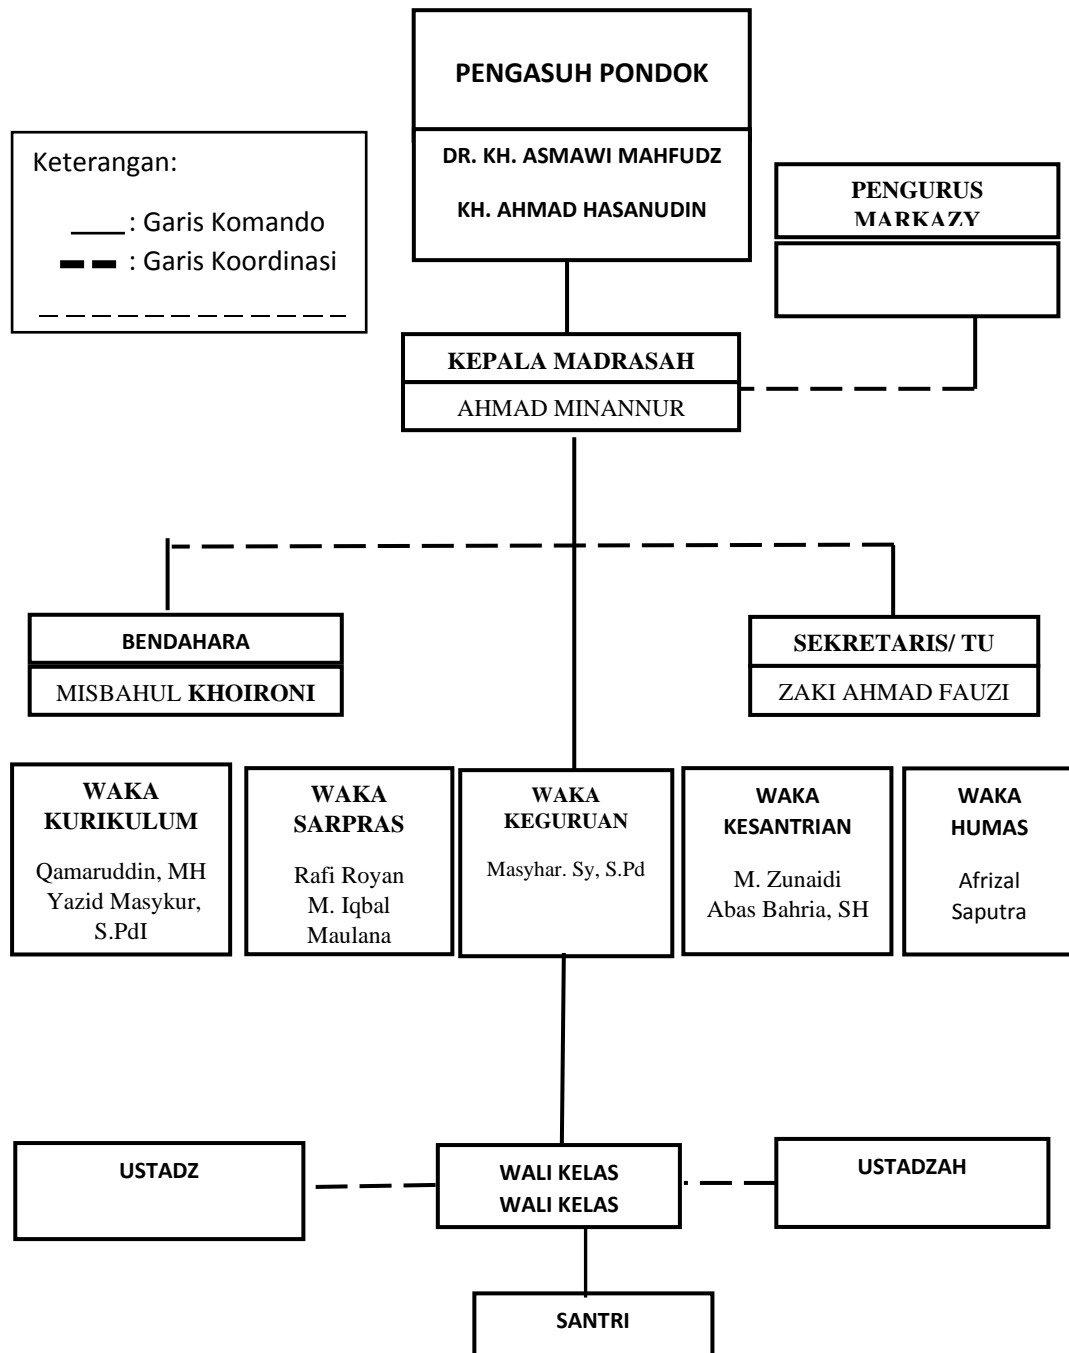 PENGASUH PONDOK
DR. KH. ASMAWI MAHFUDZ
KH. AHMAD HASANUDIN
Keterangan:
: Garis Komando
: Garis Koordinasi
PENGURUS
MARKAZY
KEPALA MADRASAH
AHMAD MINANNUR
BENDAHARA
MISBAHUL KHOIRONI
SEKRETARIS/ TU
ZAKI AHMAD FAUZI
WAKA
KURIKULUM
Qamaruddin, MH
Yazid Masykur,
S.PdI
WAKA
SARPRAS
Rafi Royan
M. Iqbal
Maulana
WAKA
KEGURUAN
Masyhar. Sy, S.Pd
WAKA
KESANTRIAN
M. Zunaidi
Abas Bahria, SH
WAKA
HUMAS
Afrizal
Saputra
USTADZ
WALI KELAS
WALI KELAS
USTADZAH
SANTRI